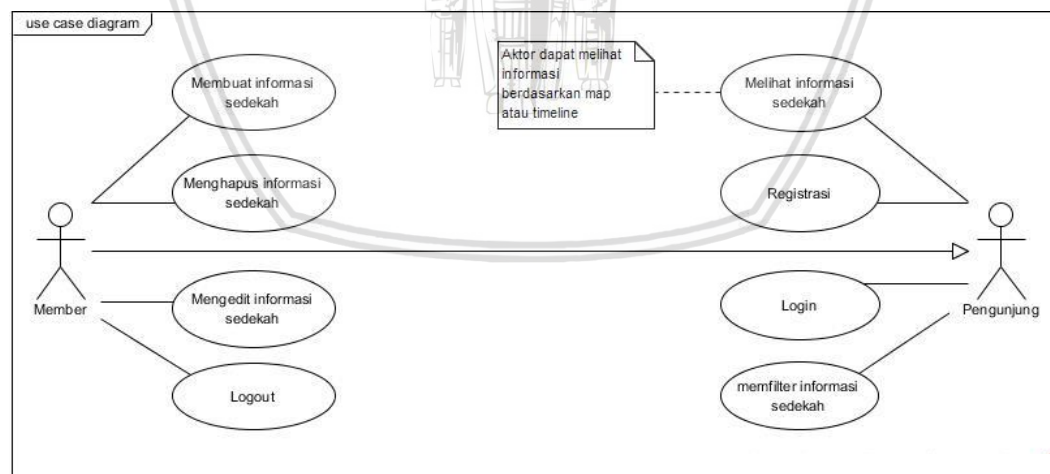 use case diagram
Membuat informasi
sedekah
Aktor dapat melihat
informasi
berdasarkan map
atau timeline
Melihat informasi
sedekah
Menghapus informasi
sedekah
Registrasi
Member
Mengedit informasi
sedekah
Login
Pengunjung
Logout
memfilter informasi
sedekah